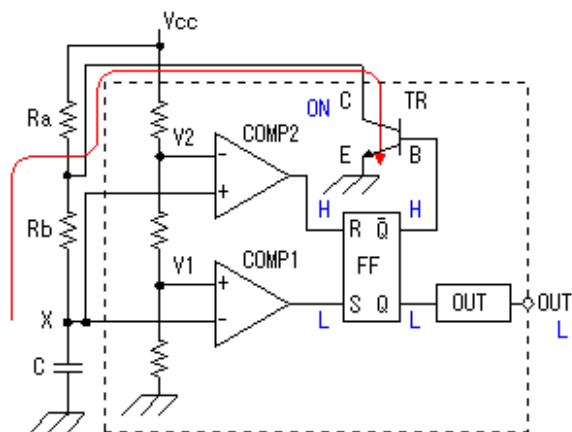 Vcc
Ra
V2
COMP2
ON
C
TR
E
B
H
H
Rb
R
Q̄
FF
V1
COMP1
X
S
Q
OUT
OUT
L
L
L
C